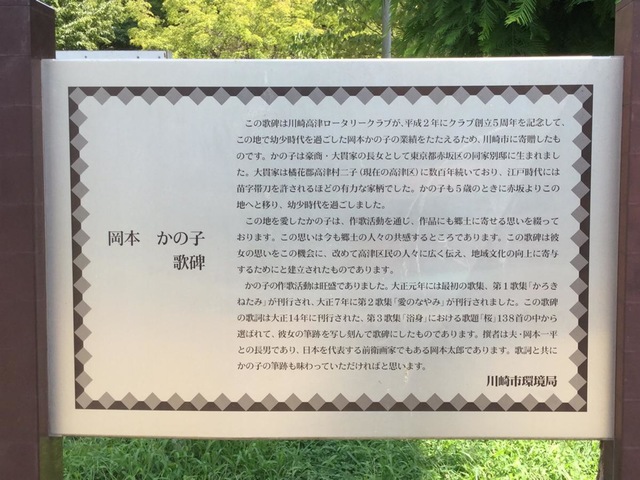 岡本 かの子
歌碑
この歌碑は川崎高津ロータリークラブが、平成2年にクラブ創立5周年を記念して、
この地で幼少時代を過ごした岡本かの子の業績をたたえるため、川崎市に寄贈したも
のです。かの子は豪商・大貫家の長女として東京都赤坂区の同家別邸に生まれまし
た。大貫家は橘花郡高津村二子（現在の高津区）に数百年続いており、江戸時代には
苗字帯刀を許されるほどの有力な家柄でした。かの子も5歳のときに赤坂よりこの
地へと移り、幼少時代を過ごしました。
この地を愛したかの子は、作歌活動を通じ、作品にも郷土に寄せる思いを綴って
おります。この思いは今も郷土の人々の共感するところであります。この歌碑は彼
女の思いをこの機会に、改めて高津区民の人々に広く伝え、地域文化の向上に寄与
するためにと建立されたものであります。
かの子の作歌活動は旺盛でありました。大正元年には最初の歌集、第1歌集「かろき
ねたみ」が刊行され、大正7年に第2歌集「愛のなやみ」が刊行されました。この歌碑
の歌詞は大正14年に刊行された、第3歌集「浴身」における歌題「桜」138首の中から
選ばれて、彼女の筆跡を写し刻んで歌碑にしたものであります。撰者は夫・岡本一平
との長男であり、日本を代表する前衛画家でもある岡本太郎であります。歌詞と共に
かの子の筆跡も味わっていただければと思います。
川崎市環境局